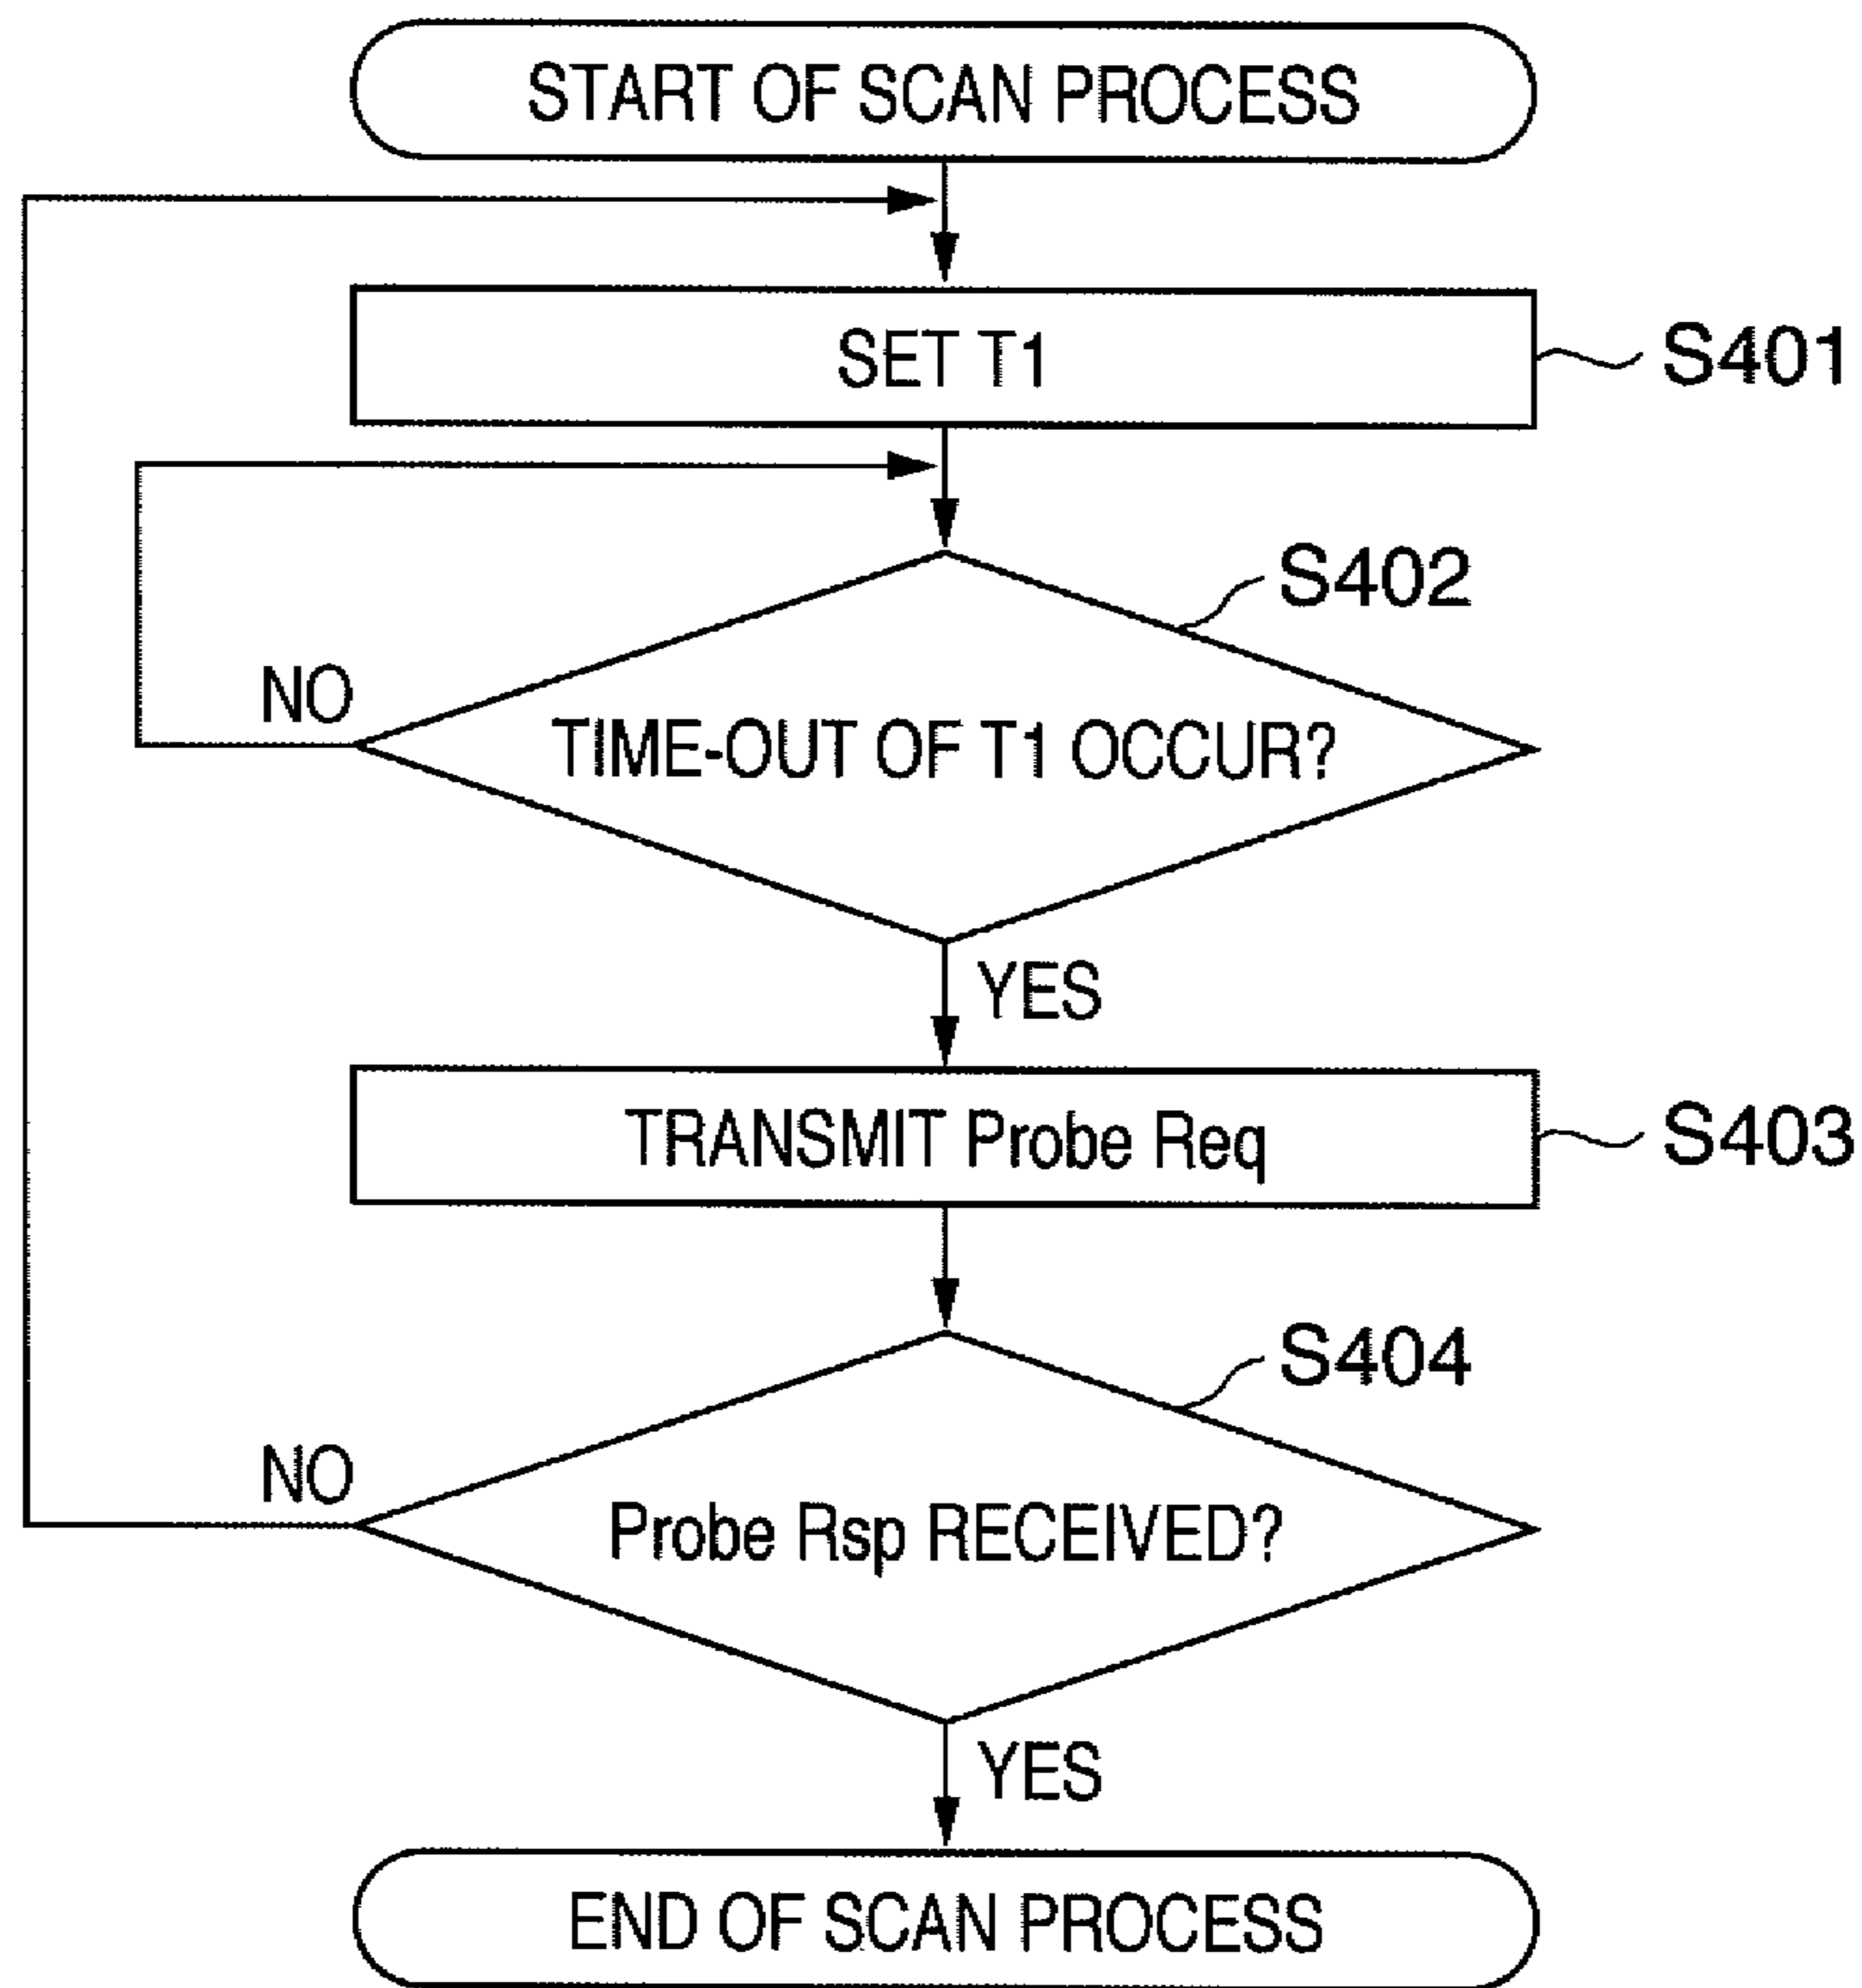 START OF SCAN PROCESS
SET T1
S401
S402
NO
TIME-OUT OF T1 OCCUR?
YES
TRANSMIT Probe Req
S403
S404
NO
Probe Rsp RECEIVED?
YES
END OF SCAN PROCESS